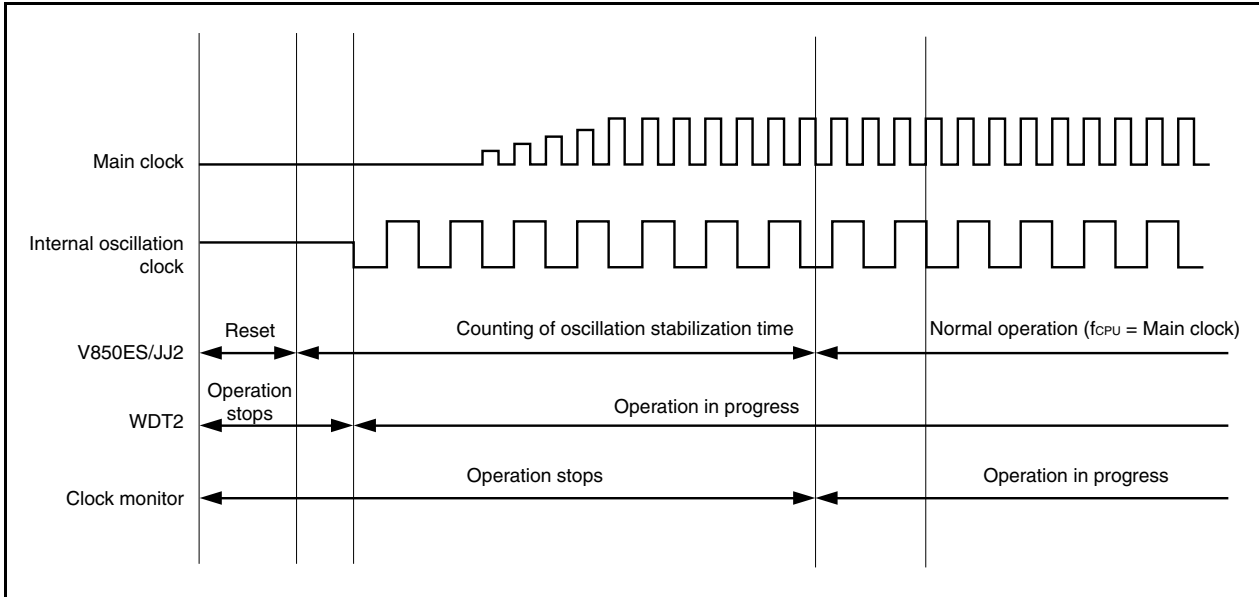 Main clock
Internal oscillation
clock
Reset
Counting of oscillation stabilization time
Normal operation (fCPU = Main clock)
V850ES/JJ2
Operation
stops
Operation in progress
WDT2
Operation stops
Operation in progress
Clock monitor